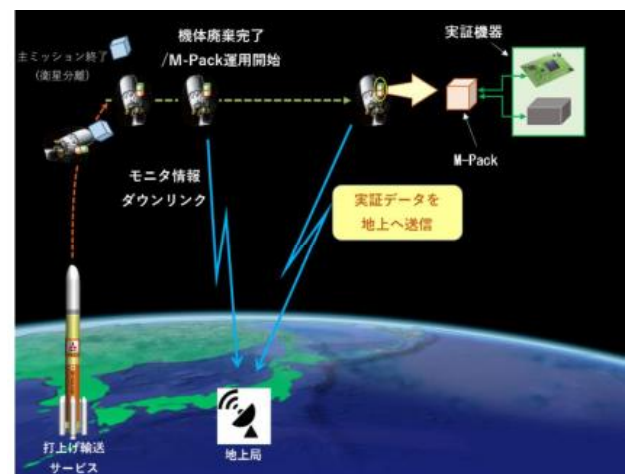 主ミッション終了
(衛星分離)
機体廃棄完了
/M-Pack運用開始
実証機器
M-Pack
モニタ情報
ダウンリンク
実証データを
地上へ送信
打上げ輸送
サービス
地上局